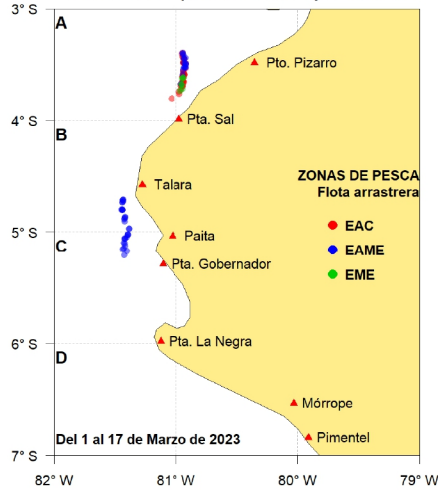 3° S
A
Pto. Pizarro
4° S
Pta. Sal
B
ZONAS DE PESCA
Flota arrastrera
Talara
EAC
5° S
Paita
C
EAME
Pta. Gobernador
EME
6° S
Pta. La Negra
D
Mórrope
Del 1 al 17 de Marzo de 2023
Pimentel
7° S
82° W
81° W
80° W
79° W